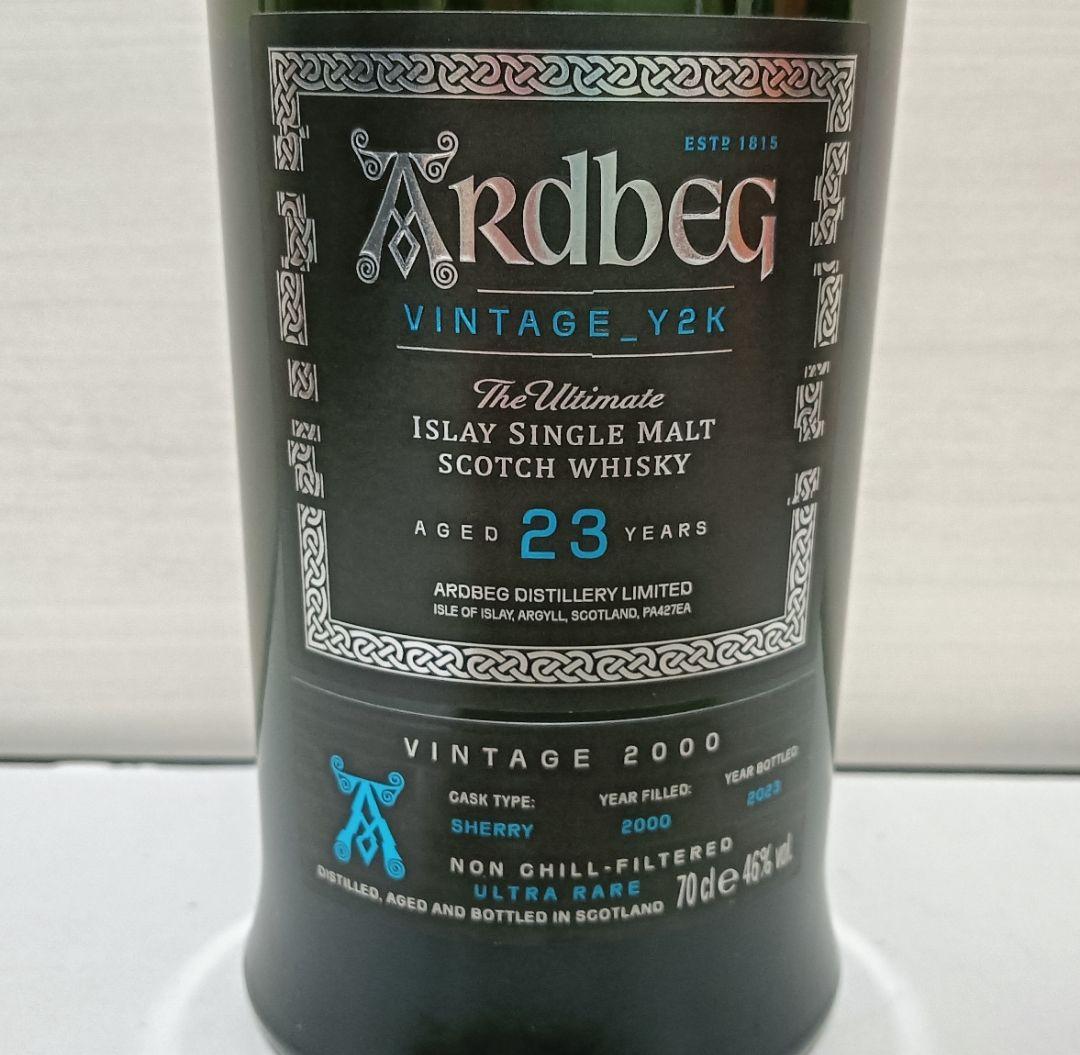 ESTD 1815
ARDBEG
VINTAGE_Y2K
The Ultimate
ISLAY SINGLE MALT
SCOTCH WHISKY
AGED 23 YEARS
ARDBEG DISTILLERY LIMITED
ISLE OF ISLAY, ARGYLL, SCOTLAND, PA427EA
VINTAGE 2000
CASK TYPE: YEAR FILLED: YEAR BOTTLED:
SHERRY 2000 2023
NON CHILL-FILTERED
ULTRA RARE
DISTILLED, AGED AND BOTTLED IN SCOTLAND 70 cl e 46% vol.